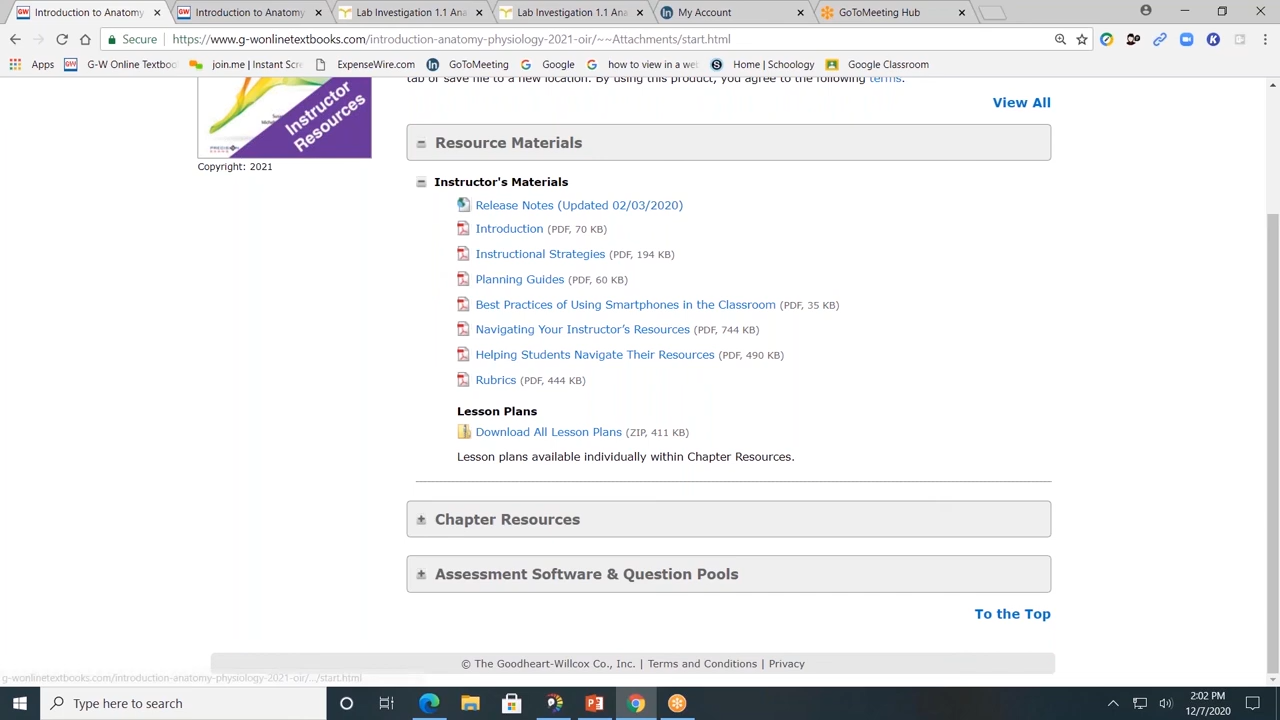 Introduction to Anatomy
Introduction to Anatomy
Lab Investigation 1.1 Ana
Lab Investigation 1.1 Ana
My Account
GoToMeeting Hub
Secure
https://www.g-wonlinetextbooks.com/introduction-anatomy-physiology-2021-oir/~~Attachments/start.html
Apps
G-W Online Textboo
join.me | Instant Scre
ExpenseWire.com
GoToMeeting
Google
how to view in a web
Home | Schoology
Google Classroom
tab or save file to a new location. By using this product, you agree to the following terms.
View All
Instructor
Resources
Copyright: 2021
Resource Materials
Instructor's Materials
Release Notes (Updated 02/03/2020)
Introduction (PDF, 70 KB)
Instructional Strategies (PDF, 194 KB)
Planning Guides (PDF, 60 KB)
Best Practices of Using Smartphones in the Classroom (PDF, 35 KB)
Navigating Your Instructor’s Resources (PDF, 744 KB)
Helping Students Navigate Their Resources (PDF, 490 KB)
Rubrics (PDF, 444 KB)
Lesson Plans
Download All Lesson Plans (ZIP, 411 KB)
Lesson plans available individually within Chapter Resources.
Chapter Resources
Assessment Software & Question Pools
To the Top
© The Goodheart-Willcox Co., Inc. | Terms and Conditions | Privacy
g-wonlinetextbooks.com/introduction-anatomy-physiology-2021-oir/.../start.html
Type here to search
2:02 PM
12/7/2020